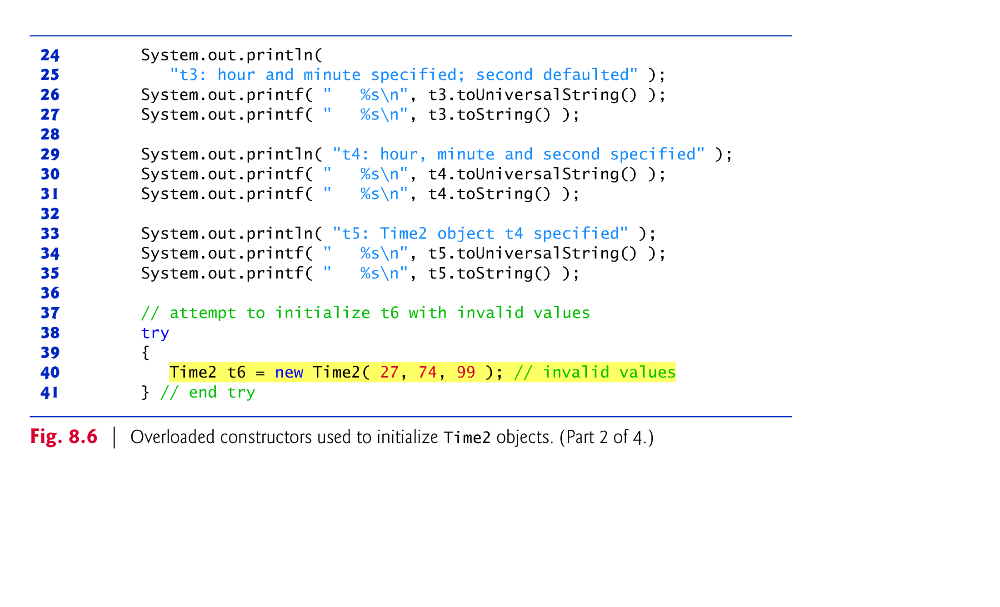 24 System.out.println(
25 "t3: hour and minute specified; second defaulted" );
26 System.out.printf( "   %s\n", t3.toUniversalString() );
27 System.out.printf( "   %s\n", t3.toString() );
28
29 System.out.println( "t4: hour, minute and second specified" );
30 System.out.printf( "   %s\n", t4.toUniversalString() );
31 System.out.printf( "   %s\n", t4.toString() );
32
33 System.out.println( "t5: Time2 object t4 specified" );
34 System.out.printf( "   %s\n", t5.toUniversalString() );
35 System.out.printf( "   %s\n", t5.toString() );
36
37 // attempt to initialize t6 with invalid values
38 try
39 {
40 Time2 t6 = new Time2( 27, 74, 99 ); // invalid values
41 } // end try
Fig. 8.6 | Overloaded constructors used to initialize Time2 objects. (Part 2 of 4.)